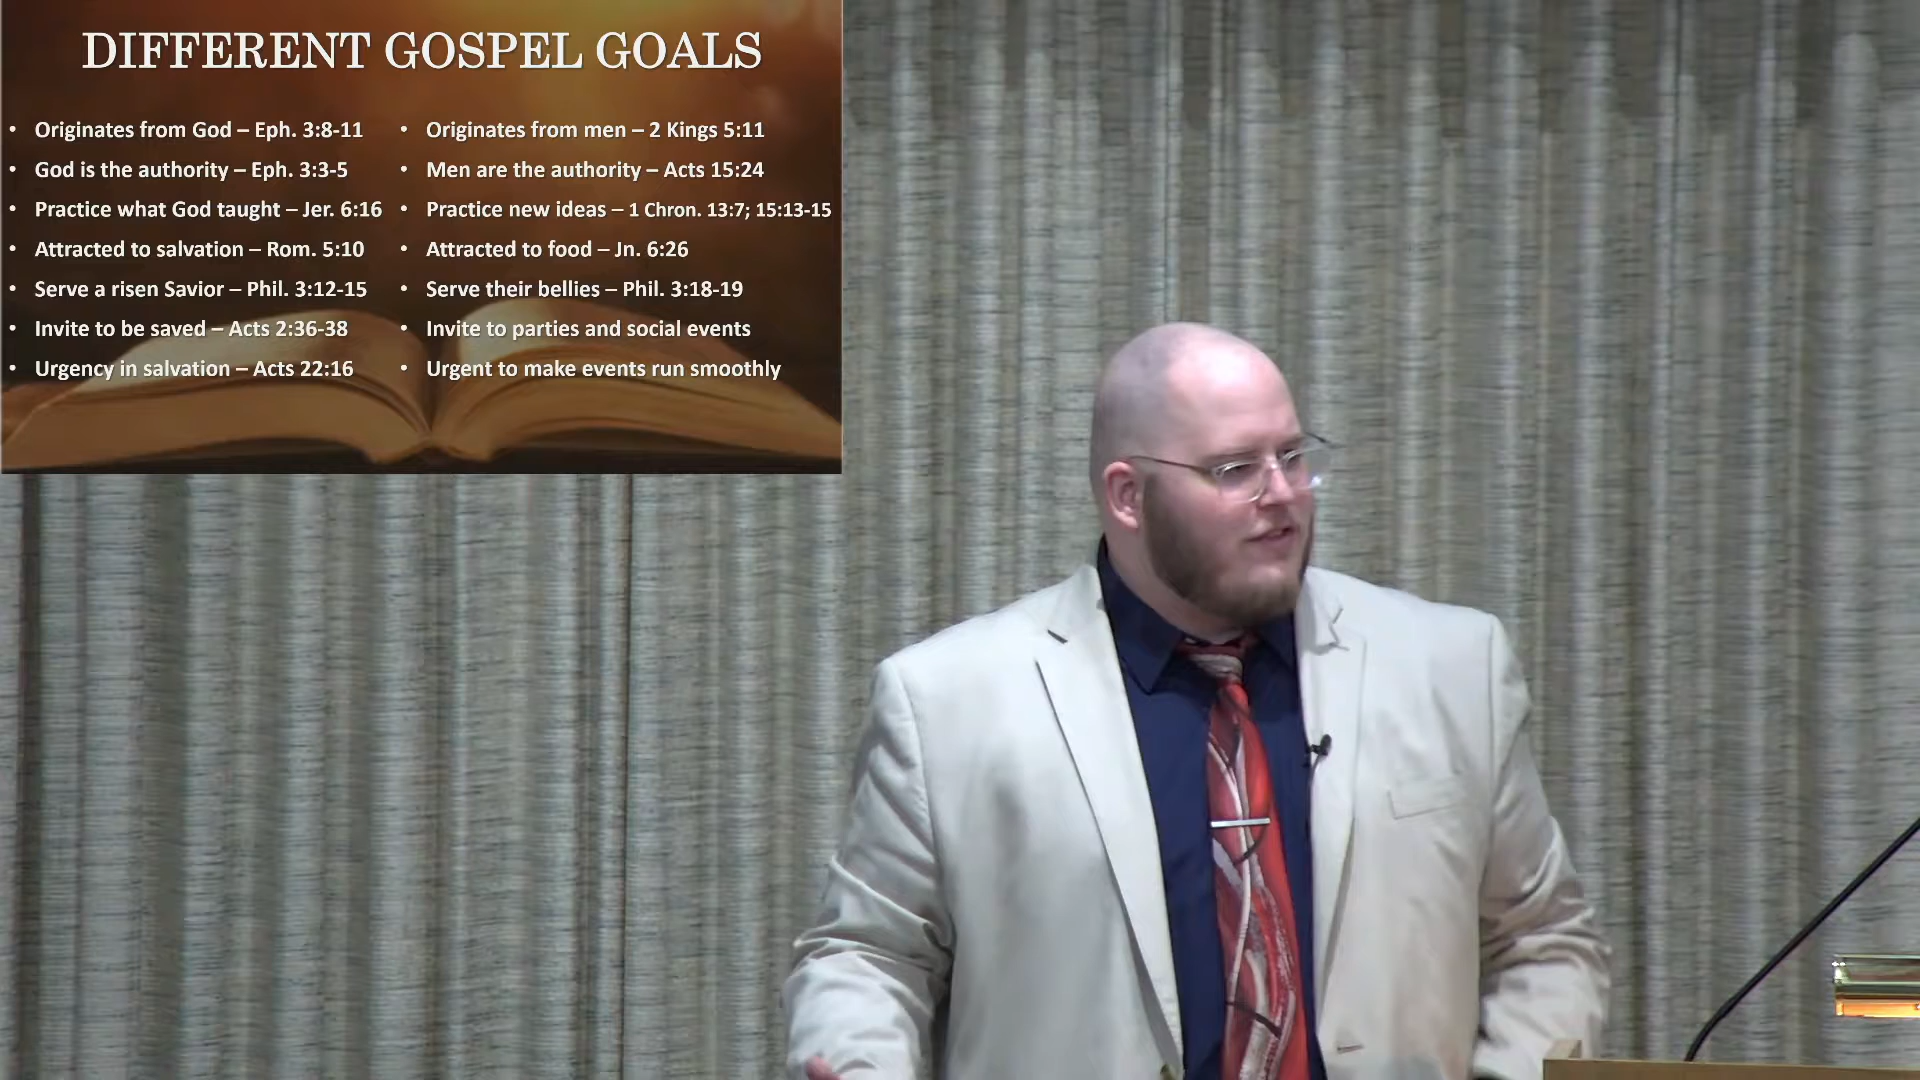 DIFFERENT GOSPEL GOALS
• Originates from God – Eph. 3:8-11
• God is the authority – Eph. 3:3-5
• Practice what God taught – Jer. 6:16
• Attracted to salvation – Rom. 5:10
• Serve a risen Savior – Phil. 3:12-15
• Invite to be saved – Acts 2:36-38
• Urgency in salvation – Acts 22:16
• Originates from men – 2 Kings 5:11
• Men are the authority – Acts 15:24
• Practice new ideas – 1 Chron. 13:7; 15:13-15
• Attracted to food – Jn. 6:26
• Serve their bellies – Phil. 3:18-19
• Invite to parties and social events
• Urgent to make events run smoothly